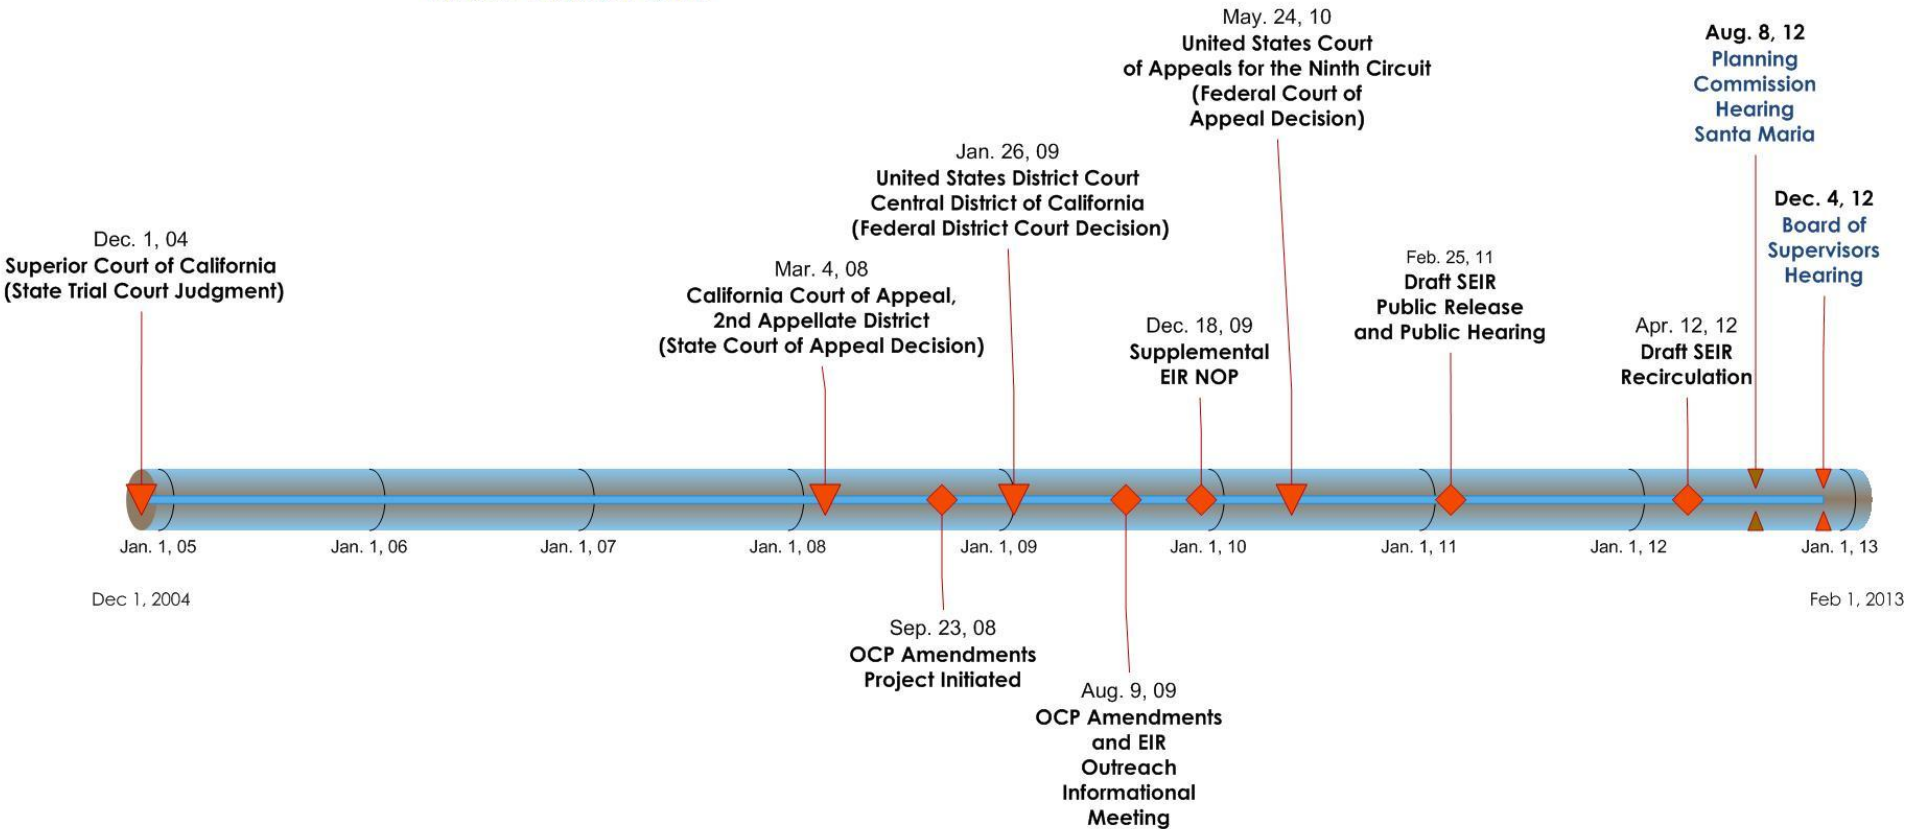 Dec. 1, 04
Superior Court of California
(State Trial Court Judgment)
Mar. 4, 08
California Court of Appeal,
2nd Appellate District
(State Court of Appeal Decision)
Jan. 26, 09
United States District Court
Central District of California
(Federal District Court Decision)
Dec. 18, 09
Supplemental
EIR NOP
May. 24, 10
United States Court
of Appeals for the Ninth Circuit
(Federal Court of
Appeal Decision)
Feb. 25, 11
Draft SEIR
Public Release
and Public Hearing
Apr. 12, 12
Draft SEIR
Recirculation
Aug. 8, 12
Planning
Commission
Hearing
Santa Maria
Dec. 4, 12
Board of
Supervisors
Hearing
Jan. 1, 05
Jan. 1, 06
Jan. 1, 07
Jan. 1, 08
Jan. 1, 09
Jan. 1, 10
Jan. 1, 11
Jan. 1, 12
Jan. 1, 13
Dec 1, 2004
Feb 1, 2013
Sep. 23, 08
OCP Amendments
Project Initiated
Aug. 9, 09
OCP Amendments
and EIR
Outreach
Informational
Meeting